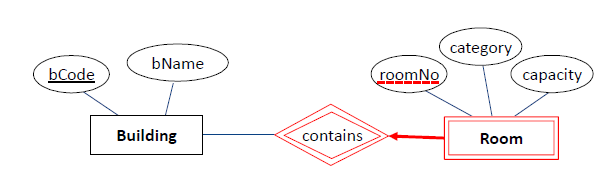 category
bCode
bName
roomNo
capacity
Building
contains
Room